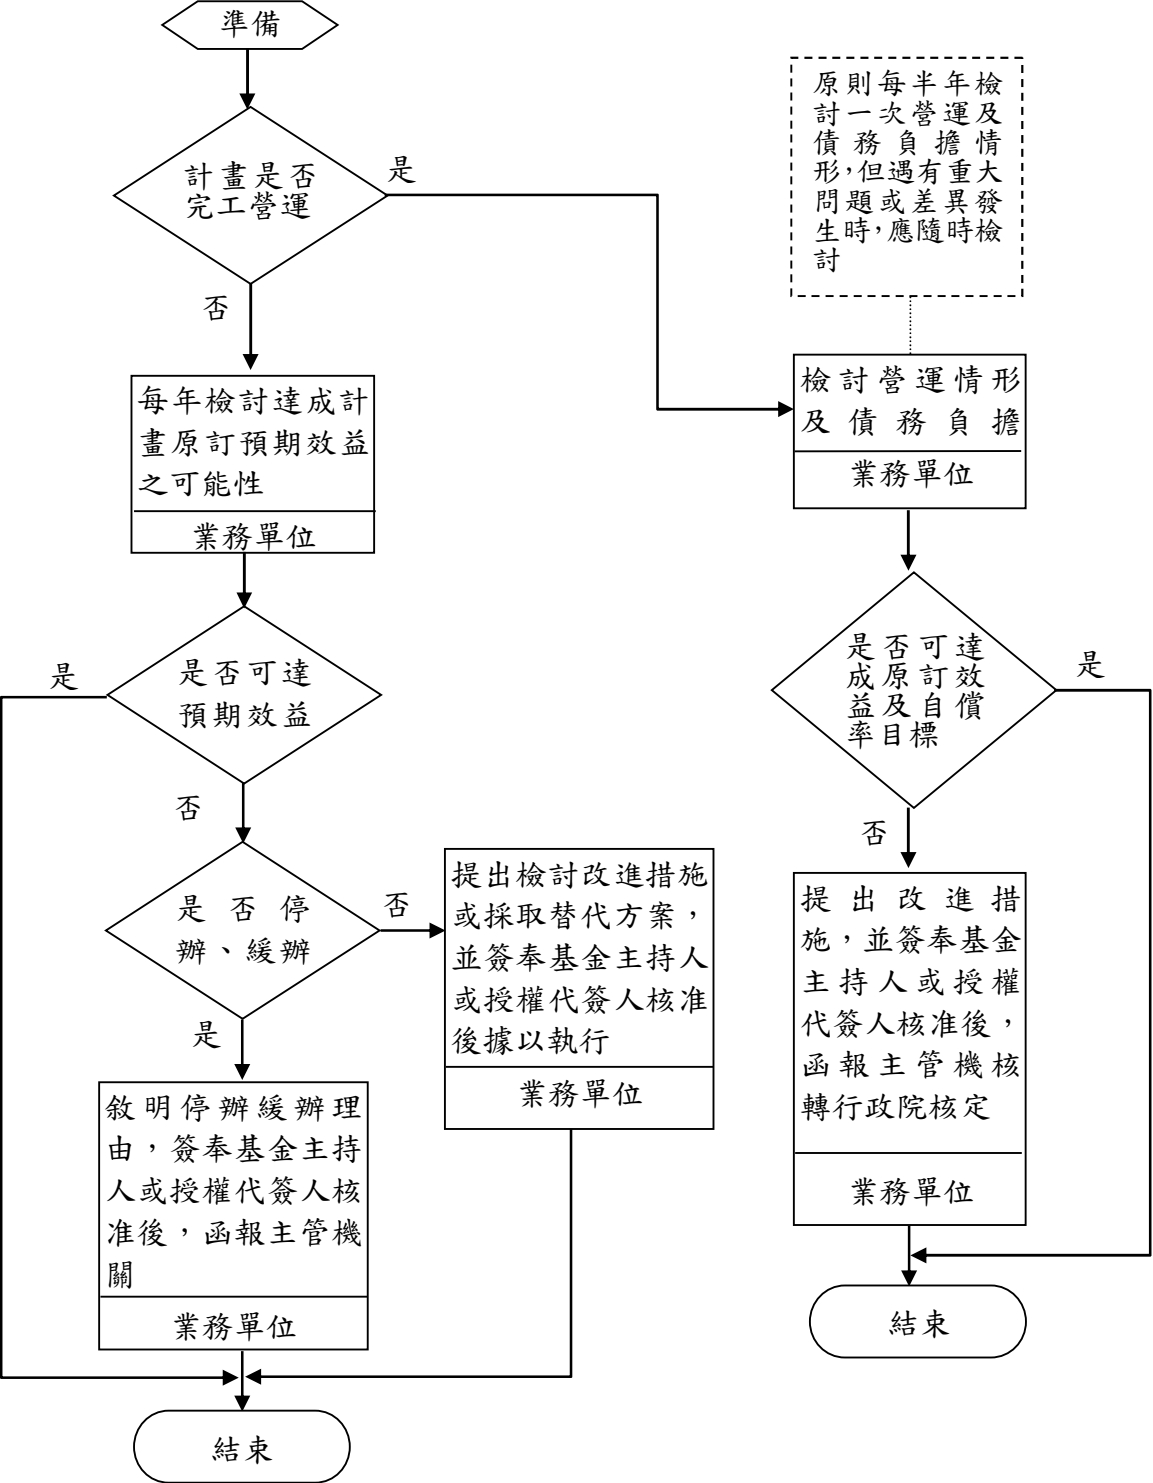 準備
計畫是否
完工營運
是
否
原則每半年檢
討一次營運及
債務負擔情
形，但遇有重大
問題或差異發
生時，應隨時檢
討
每年檢討達成計
畫原訂預期效益
之可能性
業務單位
檢討營運情形
及債務負擔
業務單位
是否可達
預期效益
是
否
是否可達
成原訂效
益及自償
率目標
是
否
是否停
辦、緩辦
否
是
提出檢討改進措施
或採取替代方案，
並簽奉基金主持人
或授權代簽人核准
後據以執行
業務單位
提出改進措
施，並簽奉基金
主持人或授權
代簽人核准後，
函報主管機核
轉行政院核定
業務單位
敘明停辦緩辦理
由，簽奉基金主持
人或授權代簽人核
准後，函報主管機
關
業務單位
結束
結束